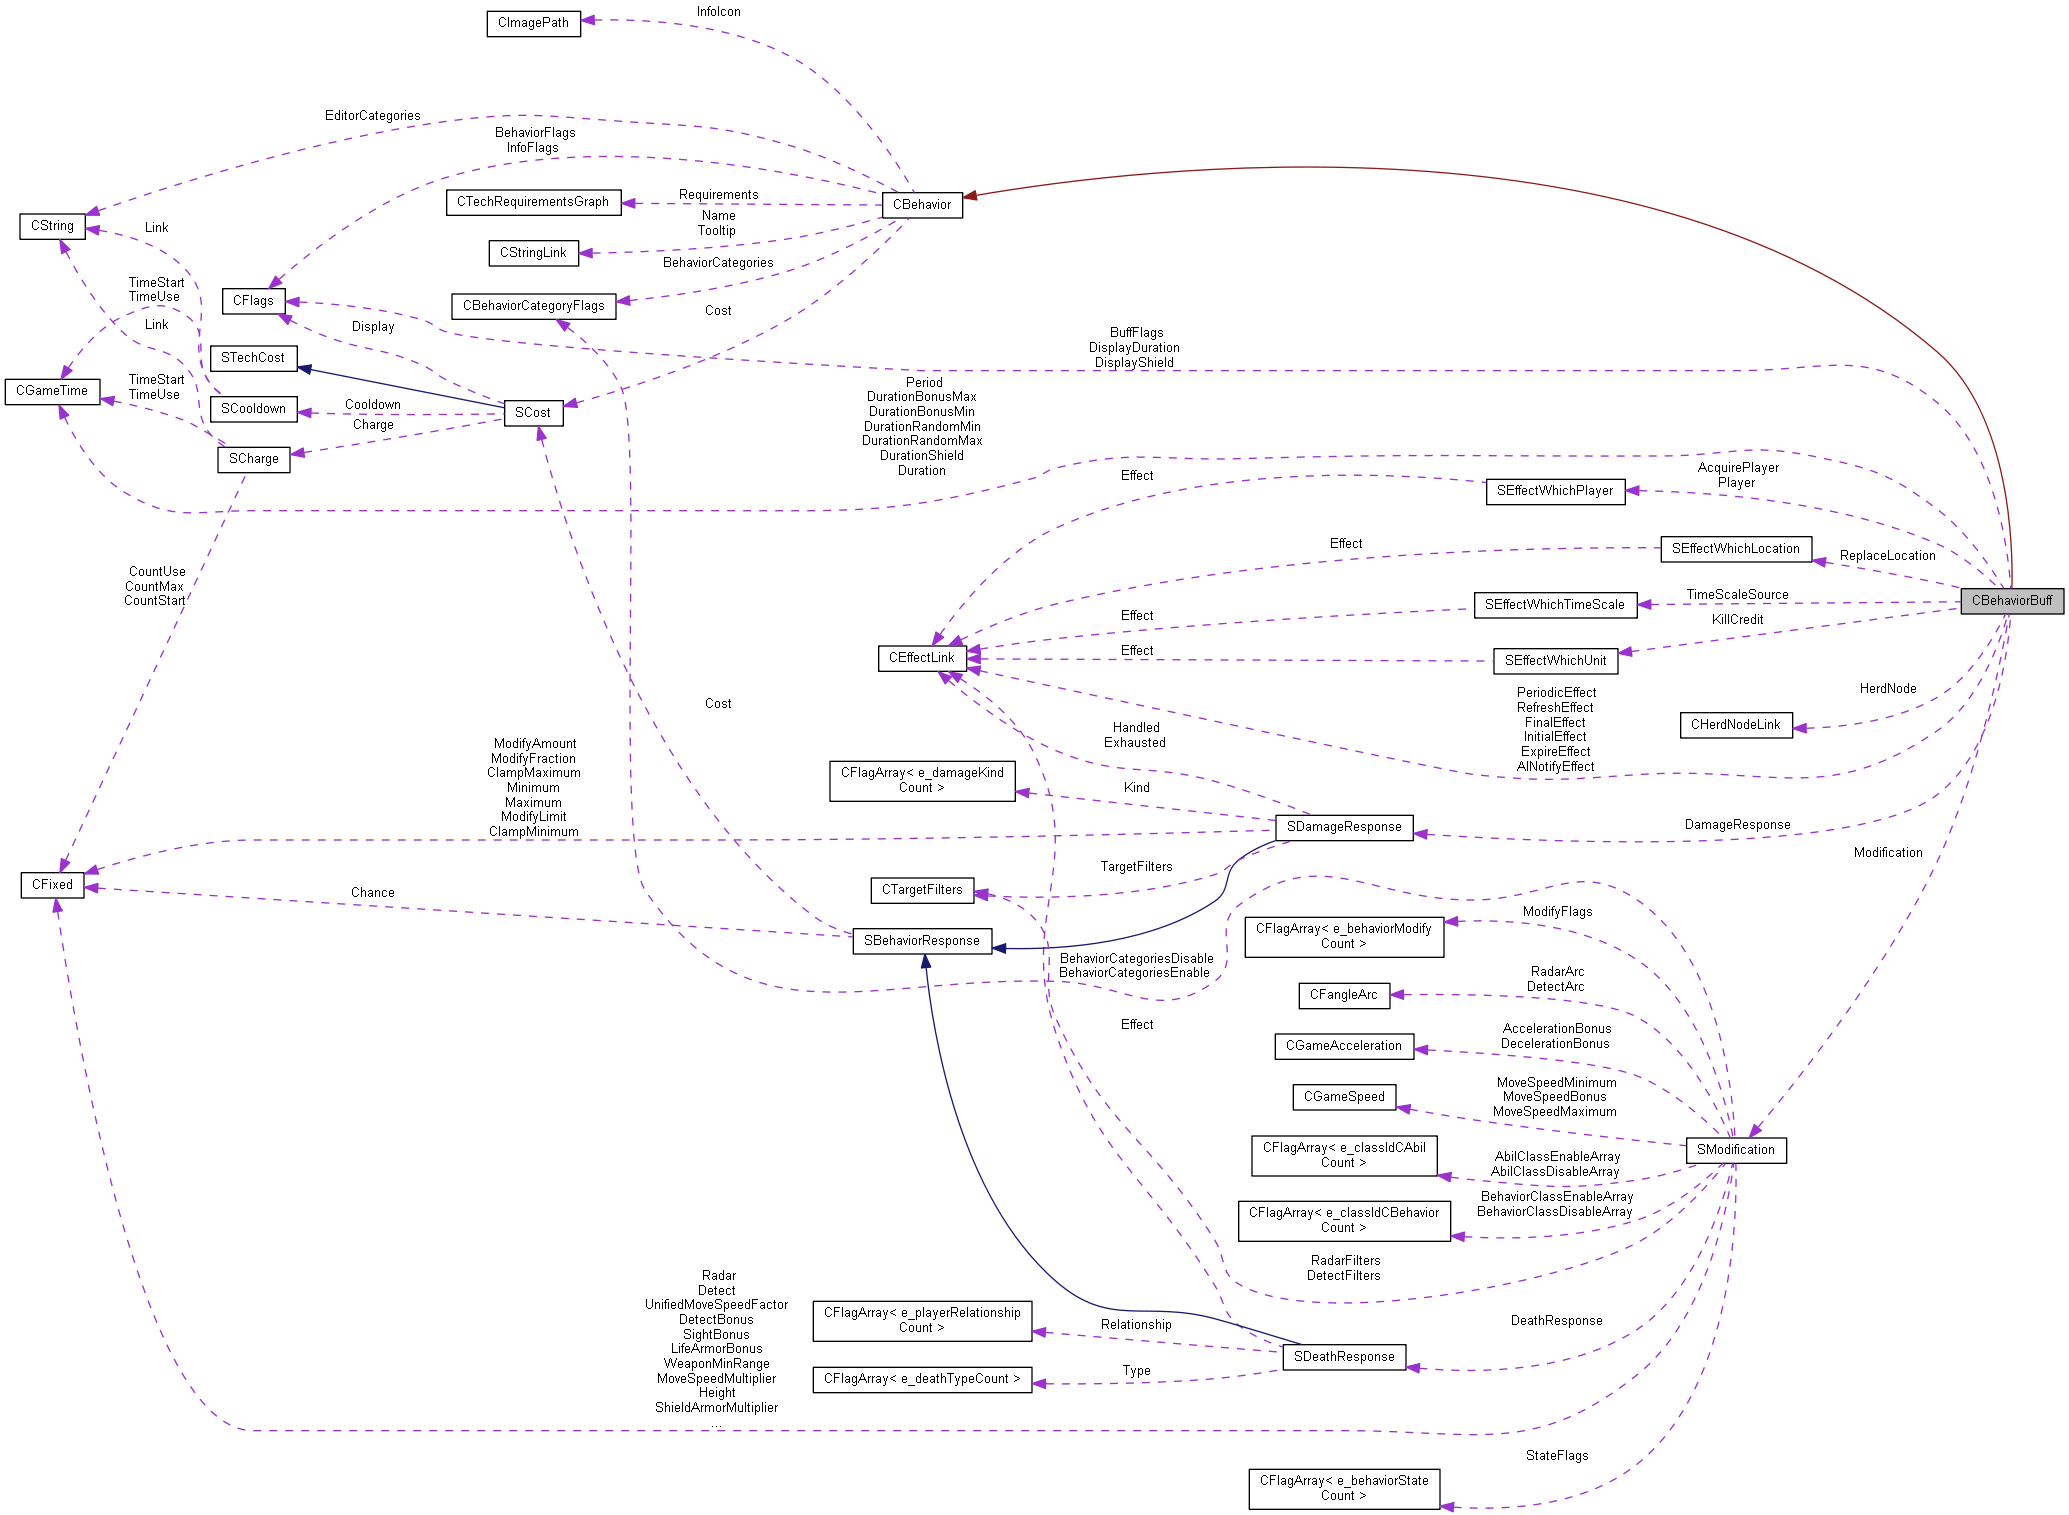 InfoIcon
CImagePath
EditorCategories
BehaviorFlags
InfoFlags
CTechRequirementsGraph
Requirements
CBehavior
Name
Tooltip
CString
Link
CStringLink
BehaviorCategories
TimeStart
TimeUse
CFlags
CBehaviorCategoryFlags
Cost
Link
Display
BuffFlags
DisplayDuration
DisplayShield
STechCost
CGameTime
TimeStart
TimeUse
SCooldown
Cooldown
Charge
SCost
Period
DurationBonusMax
DurationBonusMin
DurationRandomMin
DurationRandomMax
DurationShield
Duration
SCharge
Effect
AcquirePlayer
Player
SEffectWhichPlayer
Effect
SEffectWhichLocation
ReplaceLocation
CountUse
CountMax
CountStart
Effect
SEffectWhichTimeScale
TimeScaleSource
CBehaviorBuff
KillCredit
CEffectLink
Effect
SEffectWhichUnit
PeriodicEffect
RefreshEffect
FinalEffect
InitialEffect
ExpireEffect
AINotifyEffect
HerdNode
CHerdNodeLink
Cost
Handled
Exhausted
ModifyAmount
ModifyFraction
ClampMaximum
Minimum
Maximum
ModifyLimit
ClampMinimum
CFlagArray< e_damageKind
Count >
Kind
SDamageResponse
DamageResponse
Modification
CFixed
Chance
CTargetFilters
TargetFilters
SBehaviorResponse
BehaviorCategoriesDisable
BehaviorCategoriesEnable
CFlagArray< e_behaviorModify
Count >
ModifyFlags
CFangleArc
RadarArc
DetectArc
Effect
CGameAcceleration
AccelerationBonus
DecelerationBonus
CGameSpeed
MoveSpeedMinimum
MoveSpeedBonus
MoveSpeedMaximum
CFlagArray< e_classIdCAbil
Count >
AbilClassEnableArray
AbilClassDisableArray
SModification
CFlagArray< e_classIdCBehavior
Count >
BehaviorClassEnableArray
BehaviorClassDisableArray
RadarFilters
DetectFilters
Radar
Detect
UnifiedMoveSpeedFactor
DetectBonus
SightBonus
LifeArmorBonus
WeaponMinRange
MoveSpeedMultiplier
Height
ShieldArmorMultiplier
...
CFlagArray< e_playerRelationship
Count >
Relationship
DeathResponse
SDeathResponse
CFlagArray< e_deathTypeCount >
Type
StateFlags
CFlagArray< e_behaviorState
Count >